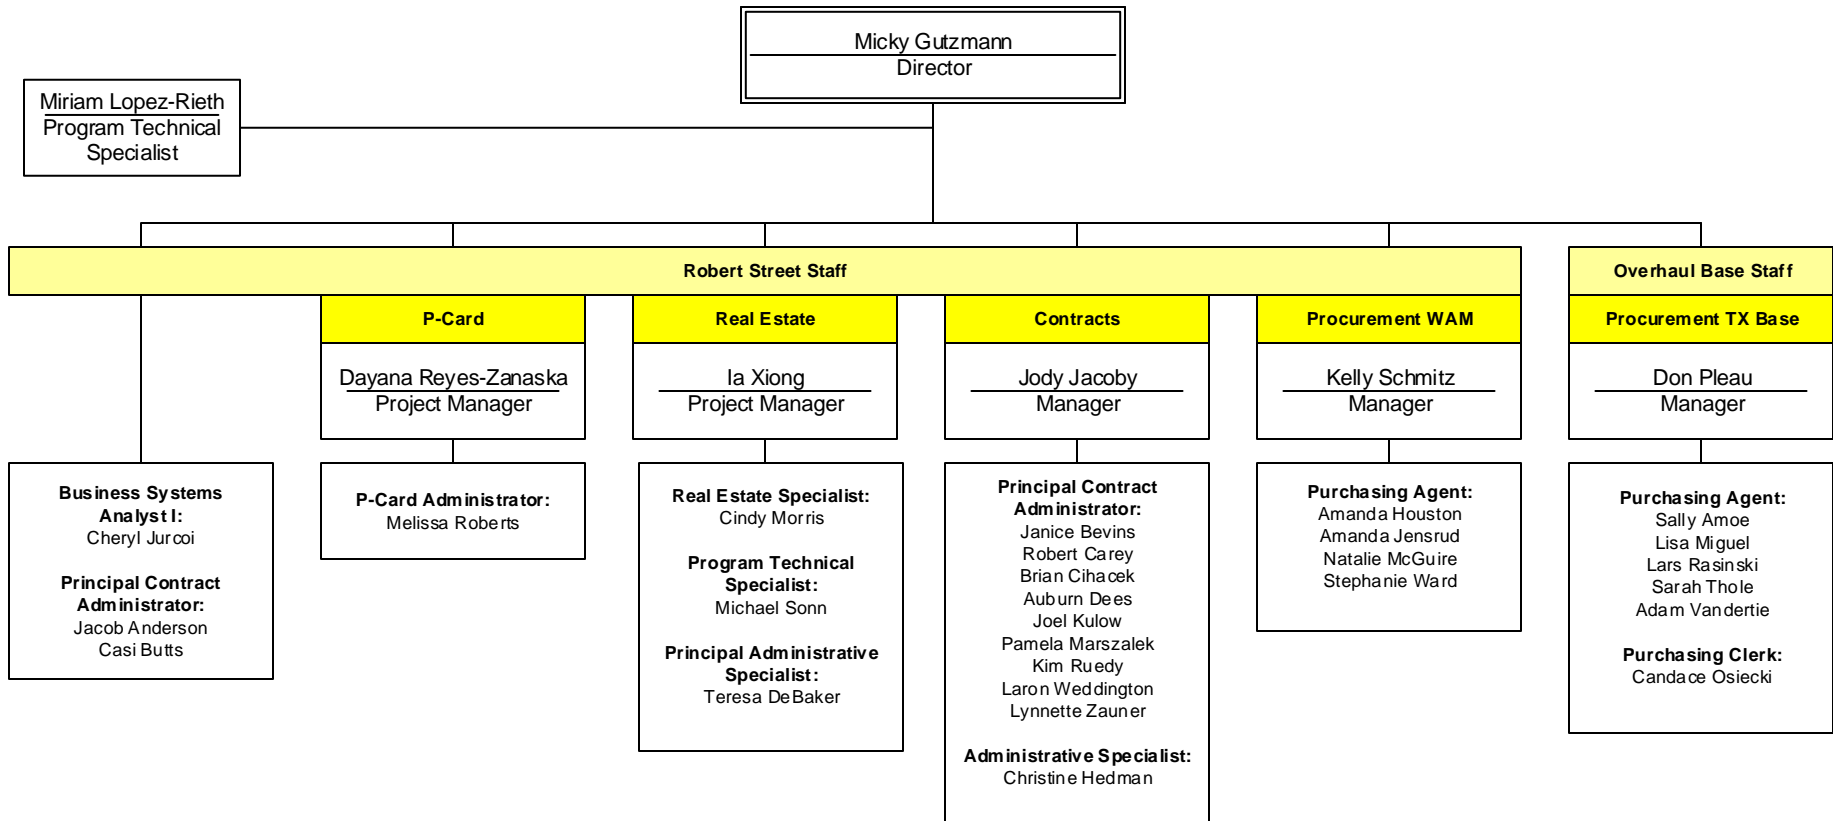 Micky Gutzmann
Director
Miriam Lopez-Rieth
Program Technical
Specialist
Robert Street Staff
Overhaul Base Staff
P-Card
Real Estate
Contracts
Procurement WAM
Procurement TX Base
Dayana Reyes-Zanaska
Project Manager
Ia Xiong
Project Manager
Jody Jacoby
Manager
Kelly Schmitz
Manager
Don Pleau
Manager
Business Systems
Analyst I:
Cheryl Jurcoi
Principal Contract
Administrator:
Jacob Anderson
Casi Butts
P-Card Administrator:
Melissa Roberts
Real Estate Specialist:
Cindy Morris
Program Technical
Specialist:
Michael Sonn
Principal Administrative
Specialist:
Teresa DeBaker
Principal Contract
Administrator:
Janice Bevins
Robert Carey
Brian Cihacek
Auburn Dees
Joel Kulow
Pamela Marszalek
Kim Ruedy
Laron Weddington
Lynnette Zauner
Administrative Specialist:
Christine Hedman
Purchasing Agent:
Amanda Houston
Amanda Jensrud
Natalie McGuire
Stephanie Ward
Purchasing Agent:
Sally Amoe
Lisa Miguel
Lars Rasinski
Sarah Thole
Adam Vandertie
Purchasing Clerk:
Candace Osiecki